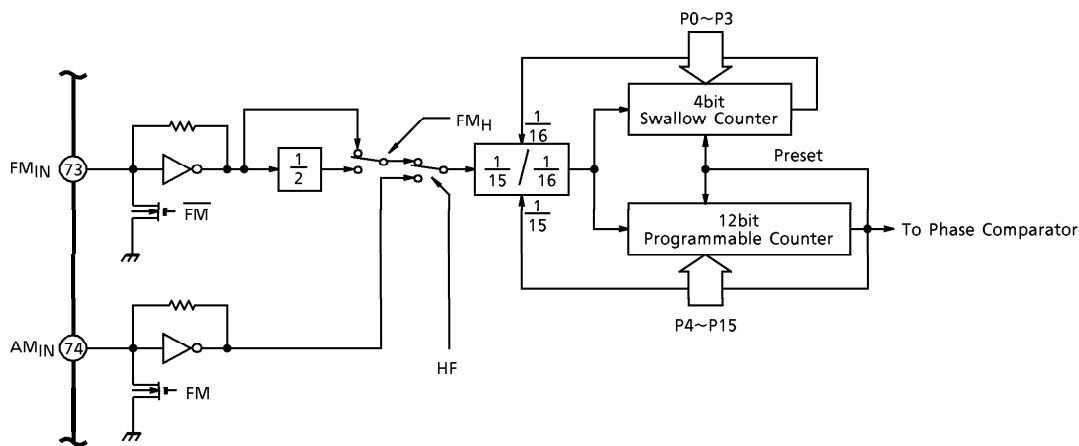 P0~P3
4bit
Swallow Counter
1/16
FMH
FMIN
73
1/2
1/15 / 1/16
Preset
FM
1/15
12bit
Programmable Counter
To Phase Comparator
P4~P15
AMIN
74
HF
FM